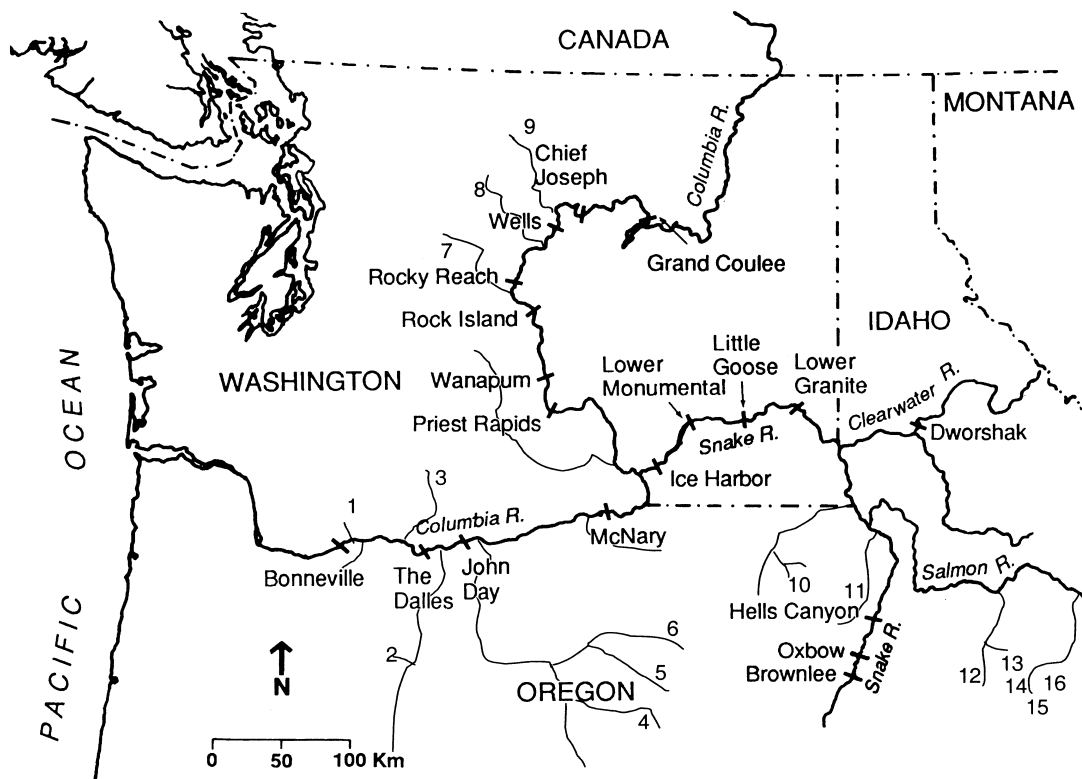 CANADA
MONTANA
Columbia R.
9
Chief
Joseph
8
Wells
7
Grand Coulee
Rocky Reach
Rock Island
IDAHO
Little
Goose
Lower
Monumental
Lower
Granite
WASHINGTON
Wanapum
Priest Rapids
Clearwater R.
Dworshak
Snake R.
Ice Harbor
PACIFIC OCEAN
3
1
Columbia R.
McNary
Bonneville
The
Dalles
John
Day
10
11
Salmon R.
Hells Canyon
Oxbow
Brownlee
Snake R.
2
6
5
4
OREGON
12
13
14
16
15
N
0 50 100 Km